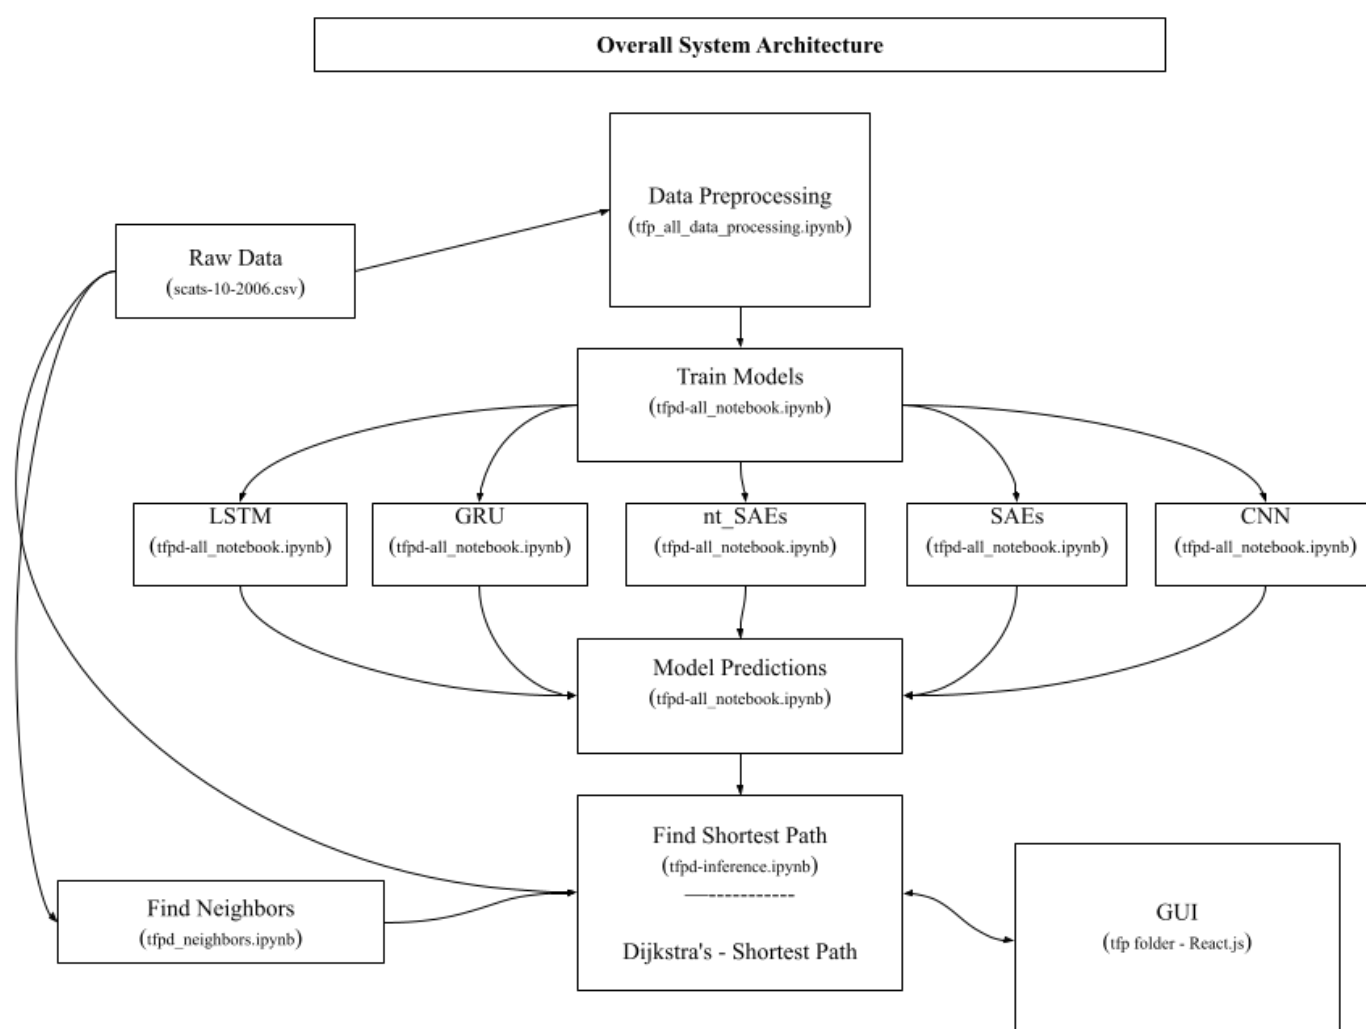 Overall System Architecture
Data Preprocessing
(tfp_all_data_processing.ipynb)
Raw Data
(scats-10-2006.csv)
Train Models
(tfpd-all_notebook.ipynb)
LSTM
(tfpd-all_notebook.ipynb)
GRU
(tfpd-all_notebook.ipynb)
nt_SAEs
(tfpd-all_notebook.ipynb)
SAEs
(tfpd-all_notebook.ipynb)
CNN
(tfpd-all_notebook.ipynb)
Model Predictions
(tfpd-all_notebook.ipynb)
Find Shortest Path
(tfpd-inference.ipynb)
—-----------
Dijkstra's - Shortest Path
Find Neighbors
(tfpd_neighbors.ipynb)
GUI
(tfp folder - React.js)